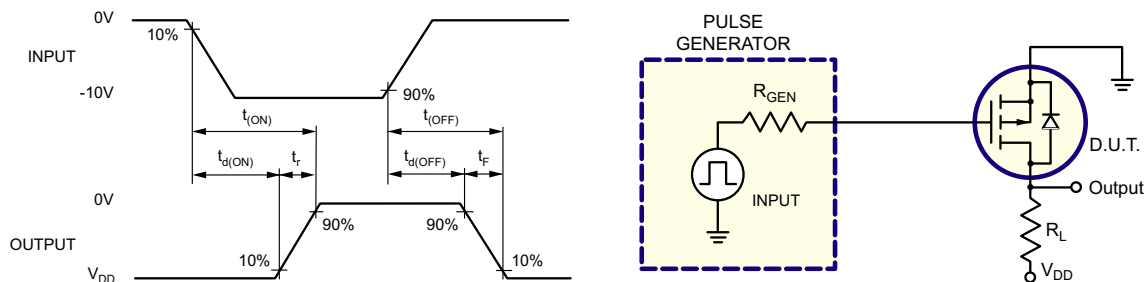 0V
10%
INPUT
-10V
90%
t(ON)
t(OFF)
td(ON)
tr
td(OFF)
tF
0V
90%
90%
OUTPUT
10%
10%
VDD
PULSE
GENERATOR
RGEN
INPUT
D.U.T.
Output
RL
VDD